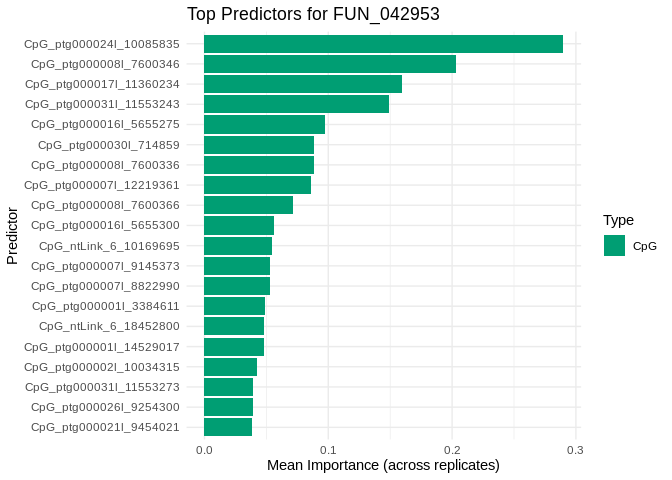 Top Predictors for FUN_042953
CpG_ptg000024l_10085835
CpG_ptg000008l_7600346
CpG_ptg000017l_11360234
CpG_ptg000031l_11553243
CpG_ptg000016l_5655275
CpG_ptg000030l_714859
CpG_ptg000008l_7600336
CpG_ptg000007l_12219361
CpG_ptg000008l_7600366
CpG_ptg000016l_5655300
CpG_ntLink_6_10169695
CpG_ptg000007l_9145373
CpG_ptg000007l_8822990
CpG_ptg000001l_3384611
CpG_ntLink_6_18452800
CpG_ptg000001l_14529017
CpG_ptg000002l_10034315
CpG_ptg000031l_11553273
CpG_ptg000026l_9254300
CpG_ptg000021l_9454021
Predictor
0.0 0.1 0.2 0.3
Mean Importance (across replicates)
Type
CpG